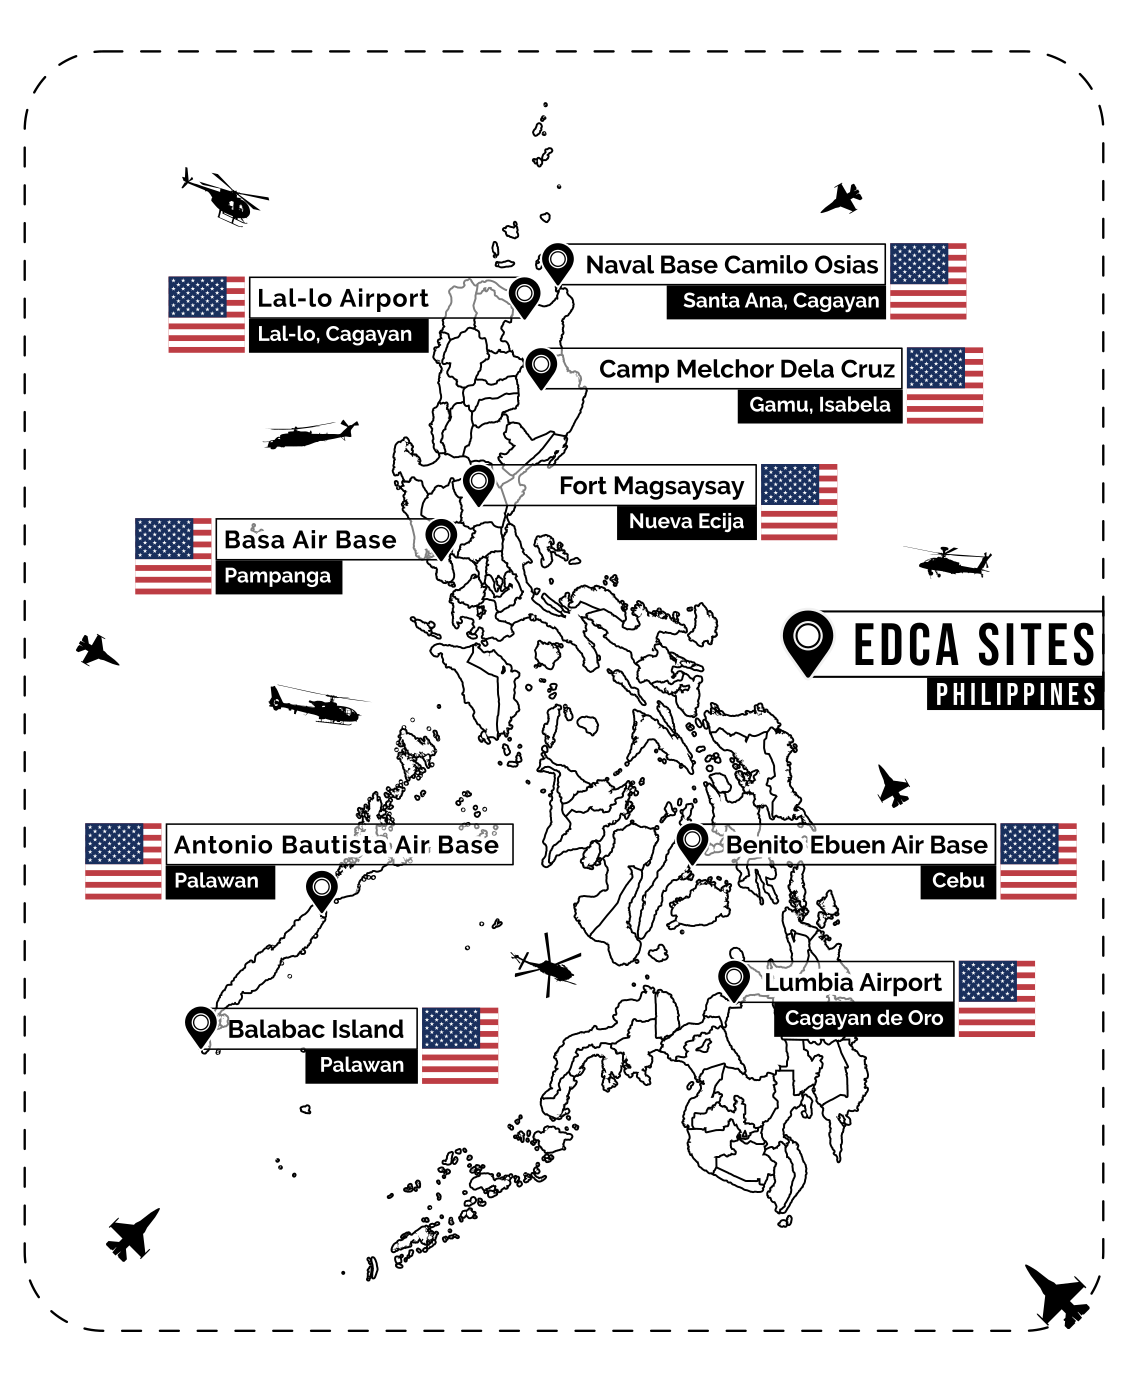 Naval Base Camilo Osias
Santa Ana, Cagayan
Lal-lo Airport
Lal-lo, Cagayan
Camp Melchor Dela Cruz
Gamu, Isabela
Fort Magsaysay
Nueva Ecija
Basa Air Base
Pampanga
EDCA SITES
PHILIPPINES
Antonio Bautista Air Base
Palawan
Benito Ebuen Air Base
Cebu
Lumbia Airport
Cagayan de Oro
Balabac Island
Palawan